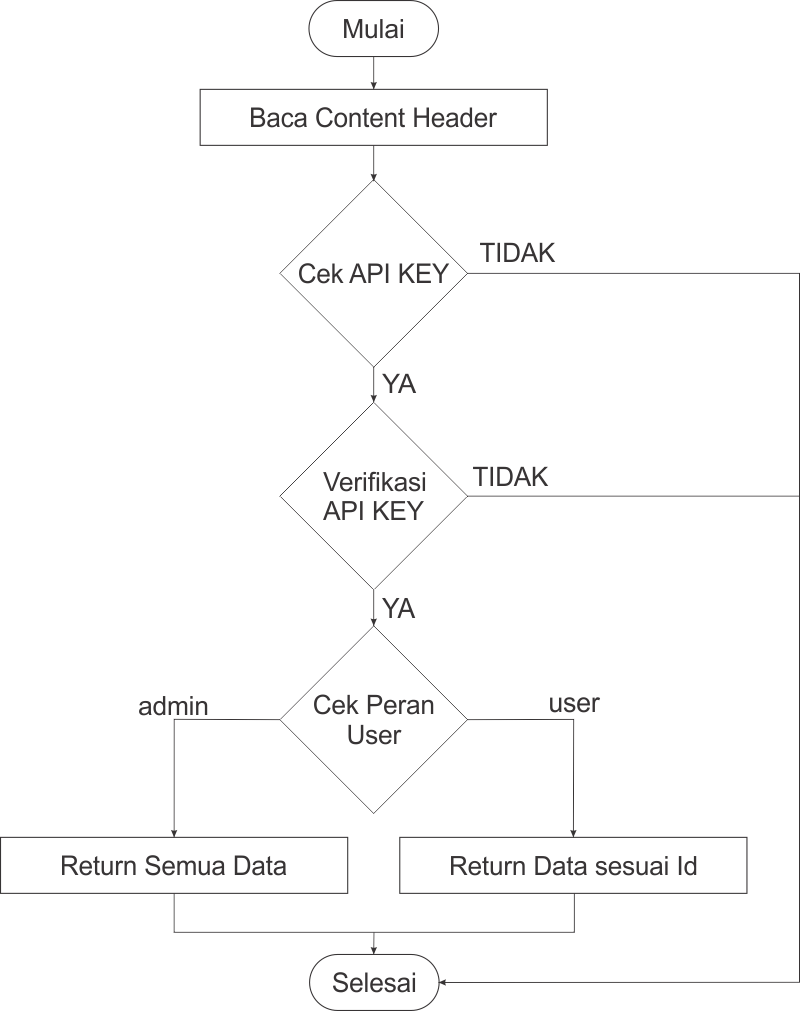 Mulai
Baca Content Header
Cek API KEY
TIDAK
YA
Verifikasi
API KEY
TIDAK
YA
Cek Peran
User
admin
user
Return Semua Data
Return Data sesuai Id
Selesai